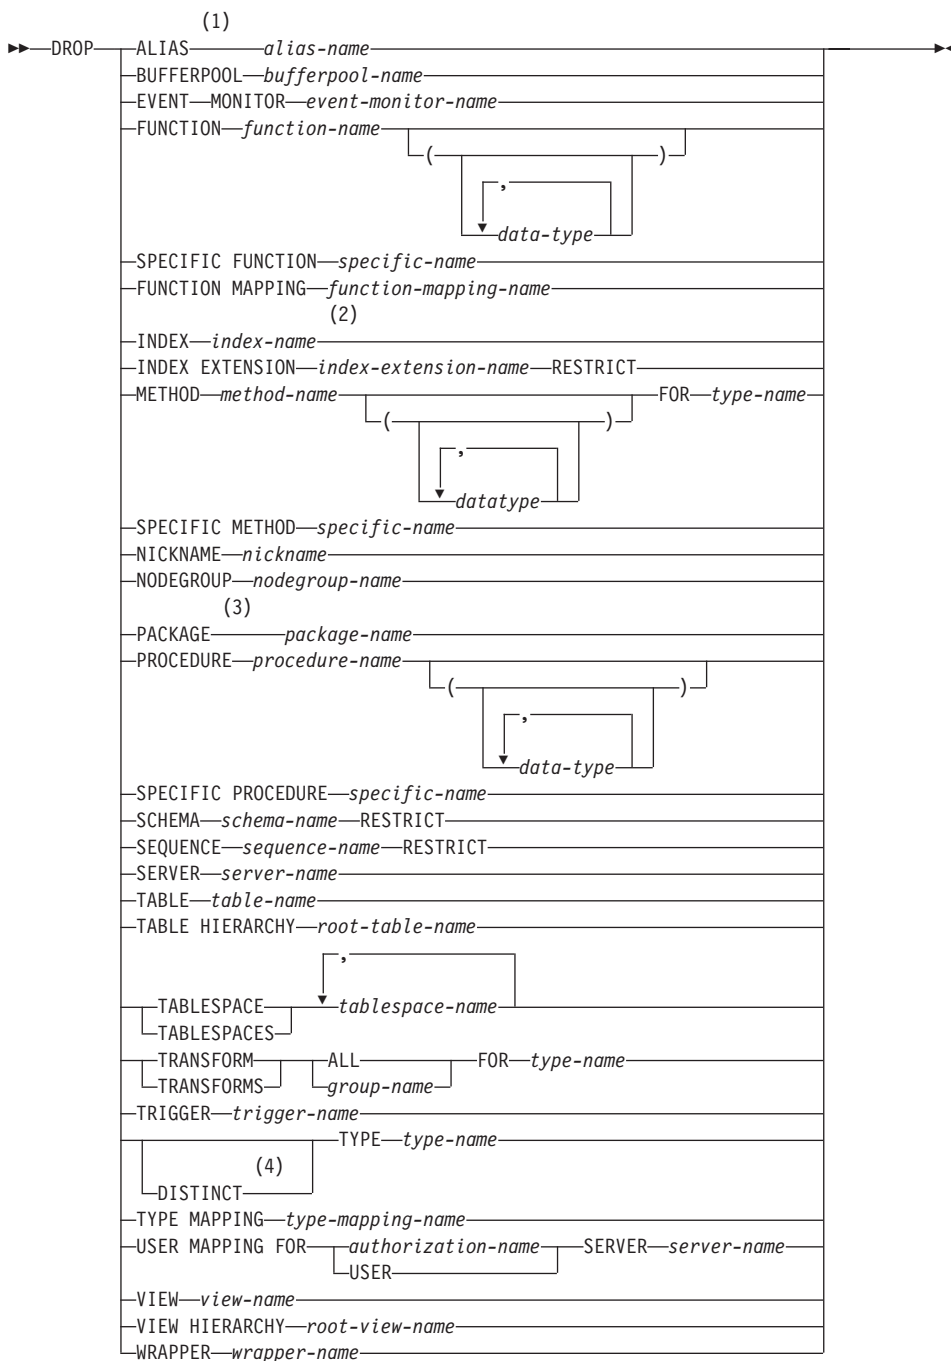 (1)
DROP ALIAS alias-name
BUFFERPOOL bufferpool-name
EVENT MONITOR event-monitor-name
FUNCTION function-name
( )
,
data-type
SPECIFIC FUNCTION specific-name
FUNCTION MAPPING function-mapping-name
(2)
INDEX index-name
INDEX EXTENSION index-extension-name RESTRICT
METHOD method-name FOR type-name
( )
,
datatype
SPECIFIC METHOD specific-name
NICKNAME nickname
NODEGROUP nodegroup-name
(3)
PACKAGE package-name
PROCEDURE procedure-name
( )
,
data-type
SPECIFIC PROCEDURE specific-name
SCHEMA schema-name RESTRICT
SEQUENCE sequence-name RESTRICT
SERVER server-name
TABLE table-name
TABLE HIERARCHY root-table-name
,
TABLESPACE tablespace-name
TABLESPACES
TRANSFORM ALL FOR type-name
TRANSFORMS group-name
TRIGGER trigger-name
TYPE type-name
(4)
DISTINCT
TYPE MAPPING type-mapping-name
USER MAPPING FOR authorization-name SERVER server-name
USER
VIEW view-name
VIEW HIERARCHY root-view-name
WRAPPER wrapper-name